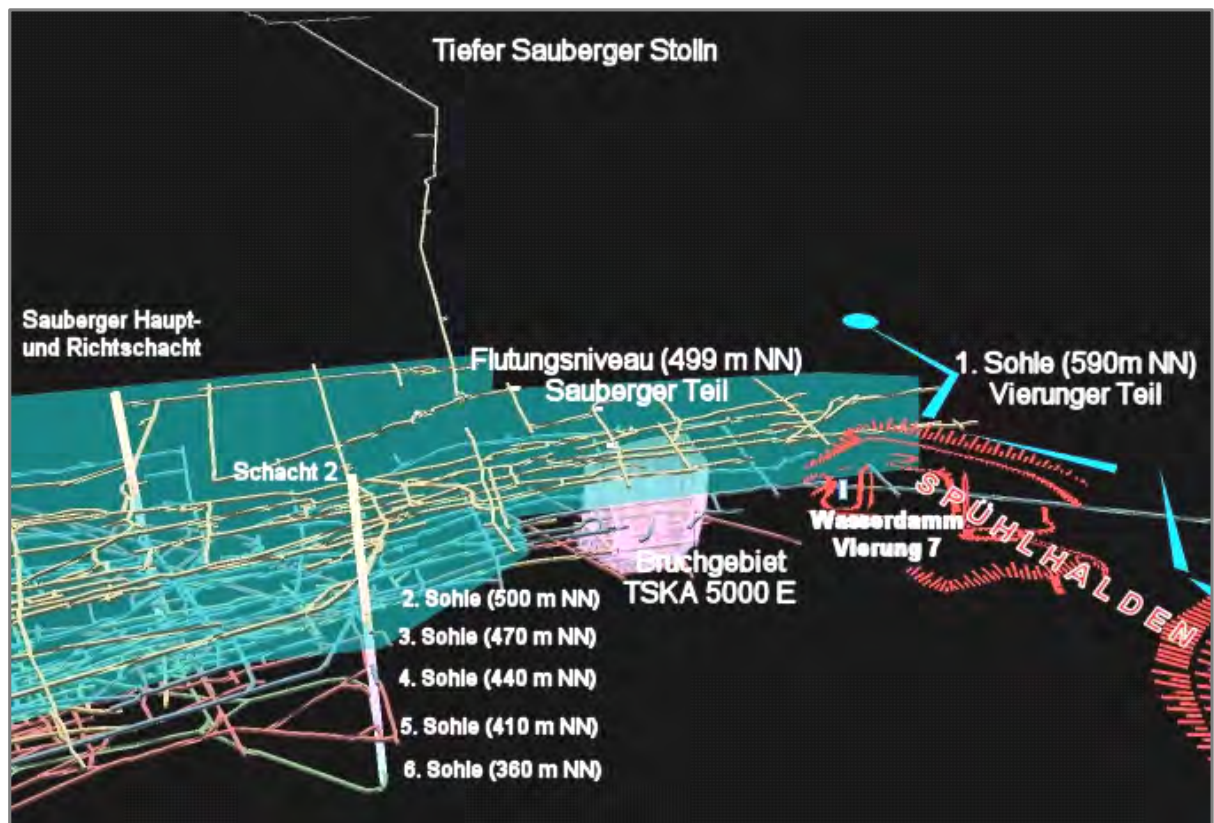 Tiefer Sauberger Stolln
Sauberger Haupt-
und Richtschacht
Flutungsniveau (499 m NN)
Sauberger Teil
1. Sohle (590m NN)
Vierunger Teil
Schacht 2
SPÜHLHALDEN
Wasserdamm
Vierung 7
Bruchgebiet
TSKA 5000 E
2. Sohle (500 m NN)
3. Sohle (470 m NN)
4. Sohle (440 m NN)
5. Sohle (410 m NN)
6. Sohle (360 m NN)